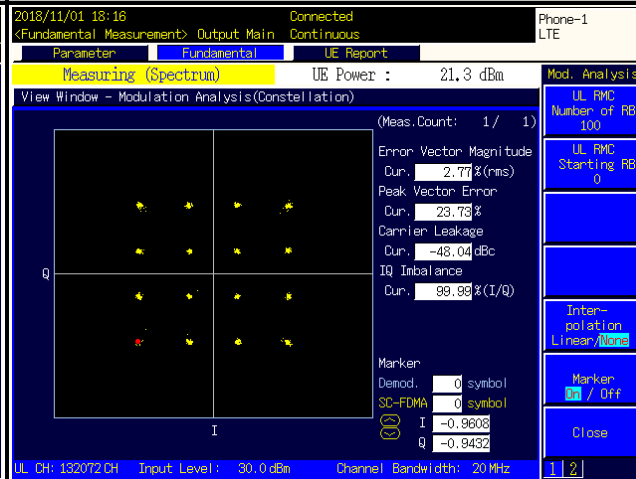 2018/11/01 18:16 Connected Phone-1
<Fundamental Measurement> Output Main Continuous LTE
Parameter Fundamental UE Report
Measuring (Spectrum) UE Power : 21.3 dBm Mod. Analysis
View Window - Modulation Analysis(Constellation)
UL RMC
Number of RB
100
(Meas.Count: 1/ 1)
Error Vector Magnitude
Cur. 2.77 %(rms)
Peak Vector Error
Cur. 23.73 %
Carrier Leakage
Cur. -48.04 dBc
IQ Imbalance
Cur. 99.99 %(I/Q)
UL RMC
Starting RB
0
Q
I
Inter-
polation
Linear/None
Marker
Demod. 0 symbol
SC-FDMA 0 symbol
I -0.9608
Q -0.9432
Marker
On / Off
Close
UL CH: 132072 CH Input Level: 30.0 dBm Channel Bandwidth: 20 MHz 1 2